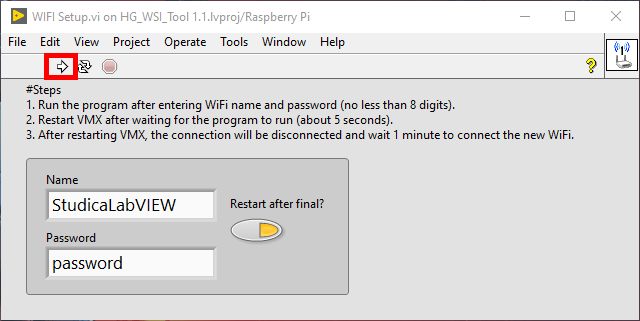 WIFI Setup.vi on HG_WSI_Tool 1.1.lvproj/Raspberry Pi
File Edit View Project Operate Tools Window Help
?
#Steps
1. Run the program after entering WiFi name and password (no less than 8 digits).
2. Restart VMX after waiting for the program to run (about 5 seconds).
3. After restarting VMX, the connection will be disconnected and wait 1 minute to connect the new WiFi.
Name
StudicaLabVIEW
Restart after final?
Password
password